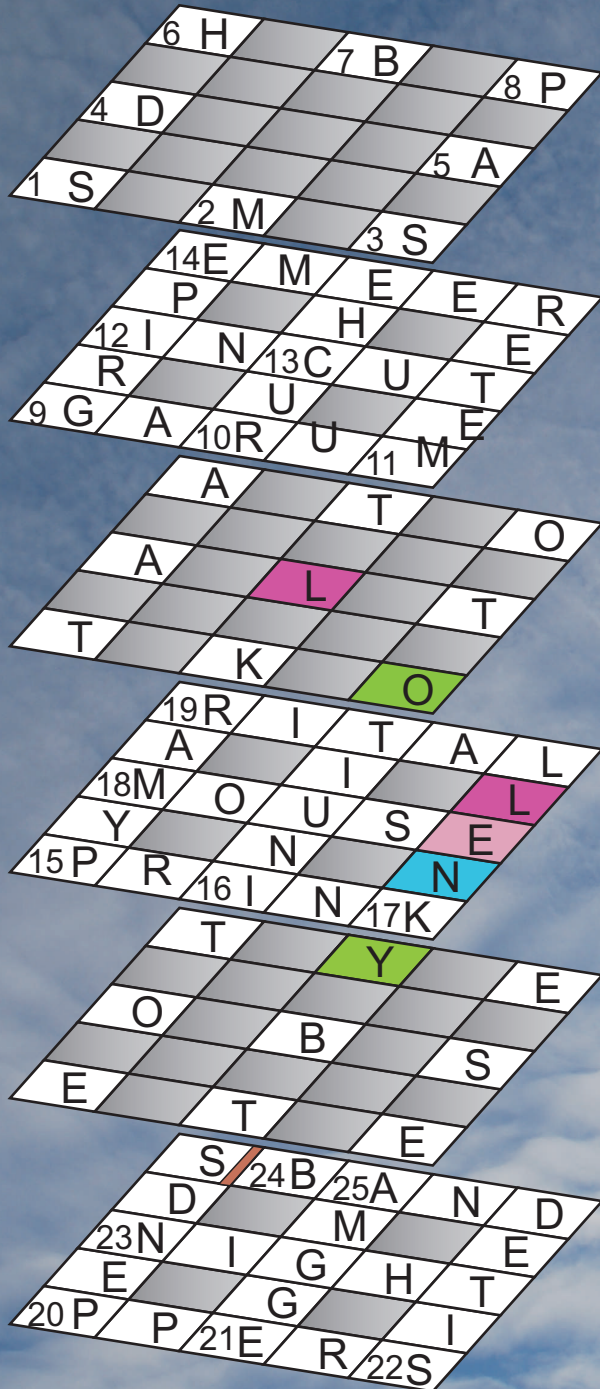 6 H 7 B 8 P
4 D
5 A
1 S 2 M 3 S
14 E M E E R
P H E
12 I N 13 C U T
R U E
9 G A 10 R U 11 M
A T O
A L T
T K O
19 R I T A L
A I L
18 M O U S E
Y N N
15 P R 16 I N 17 K
T Y E
O B S
E T E
S 24 B 25 A N D
D M E
23 N I G H T
E G I
20 P P 21 E R 22 S